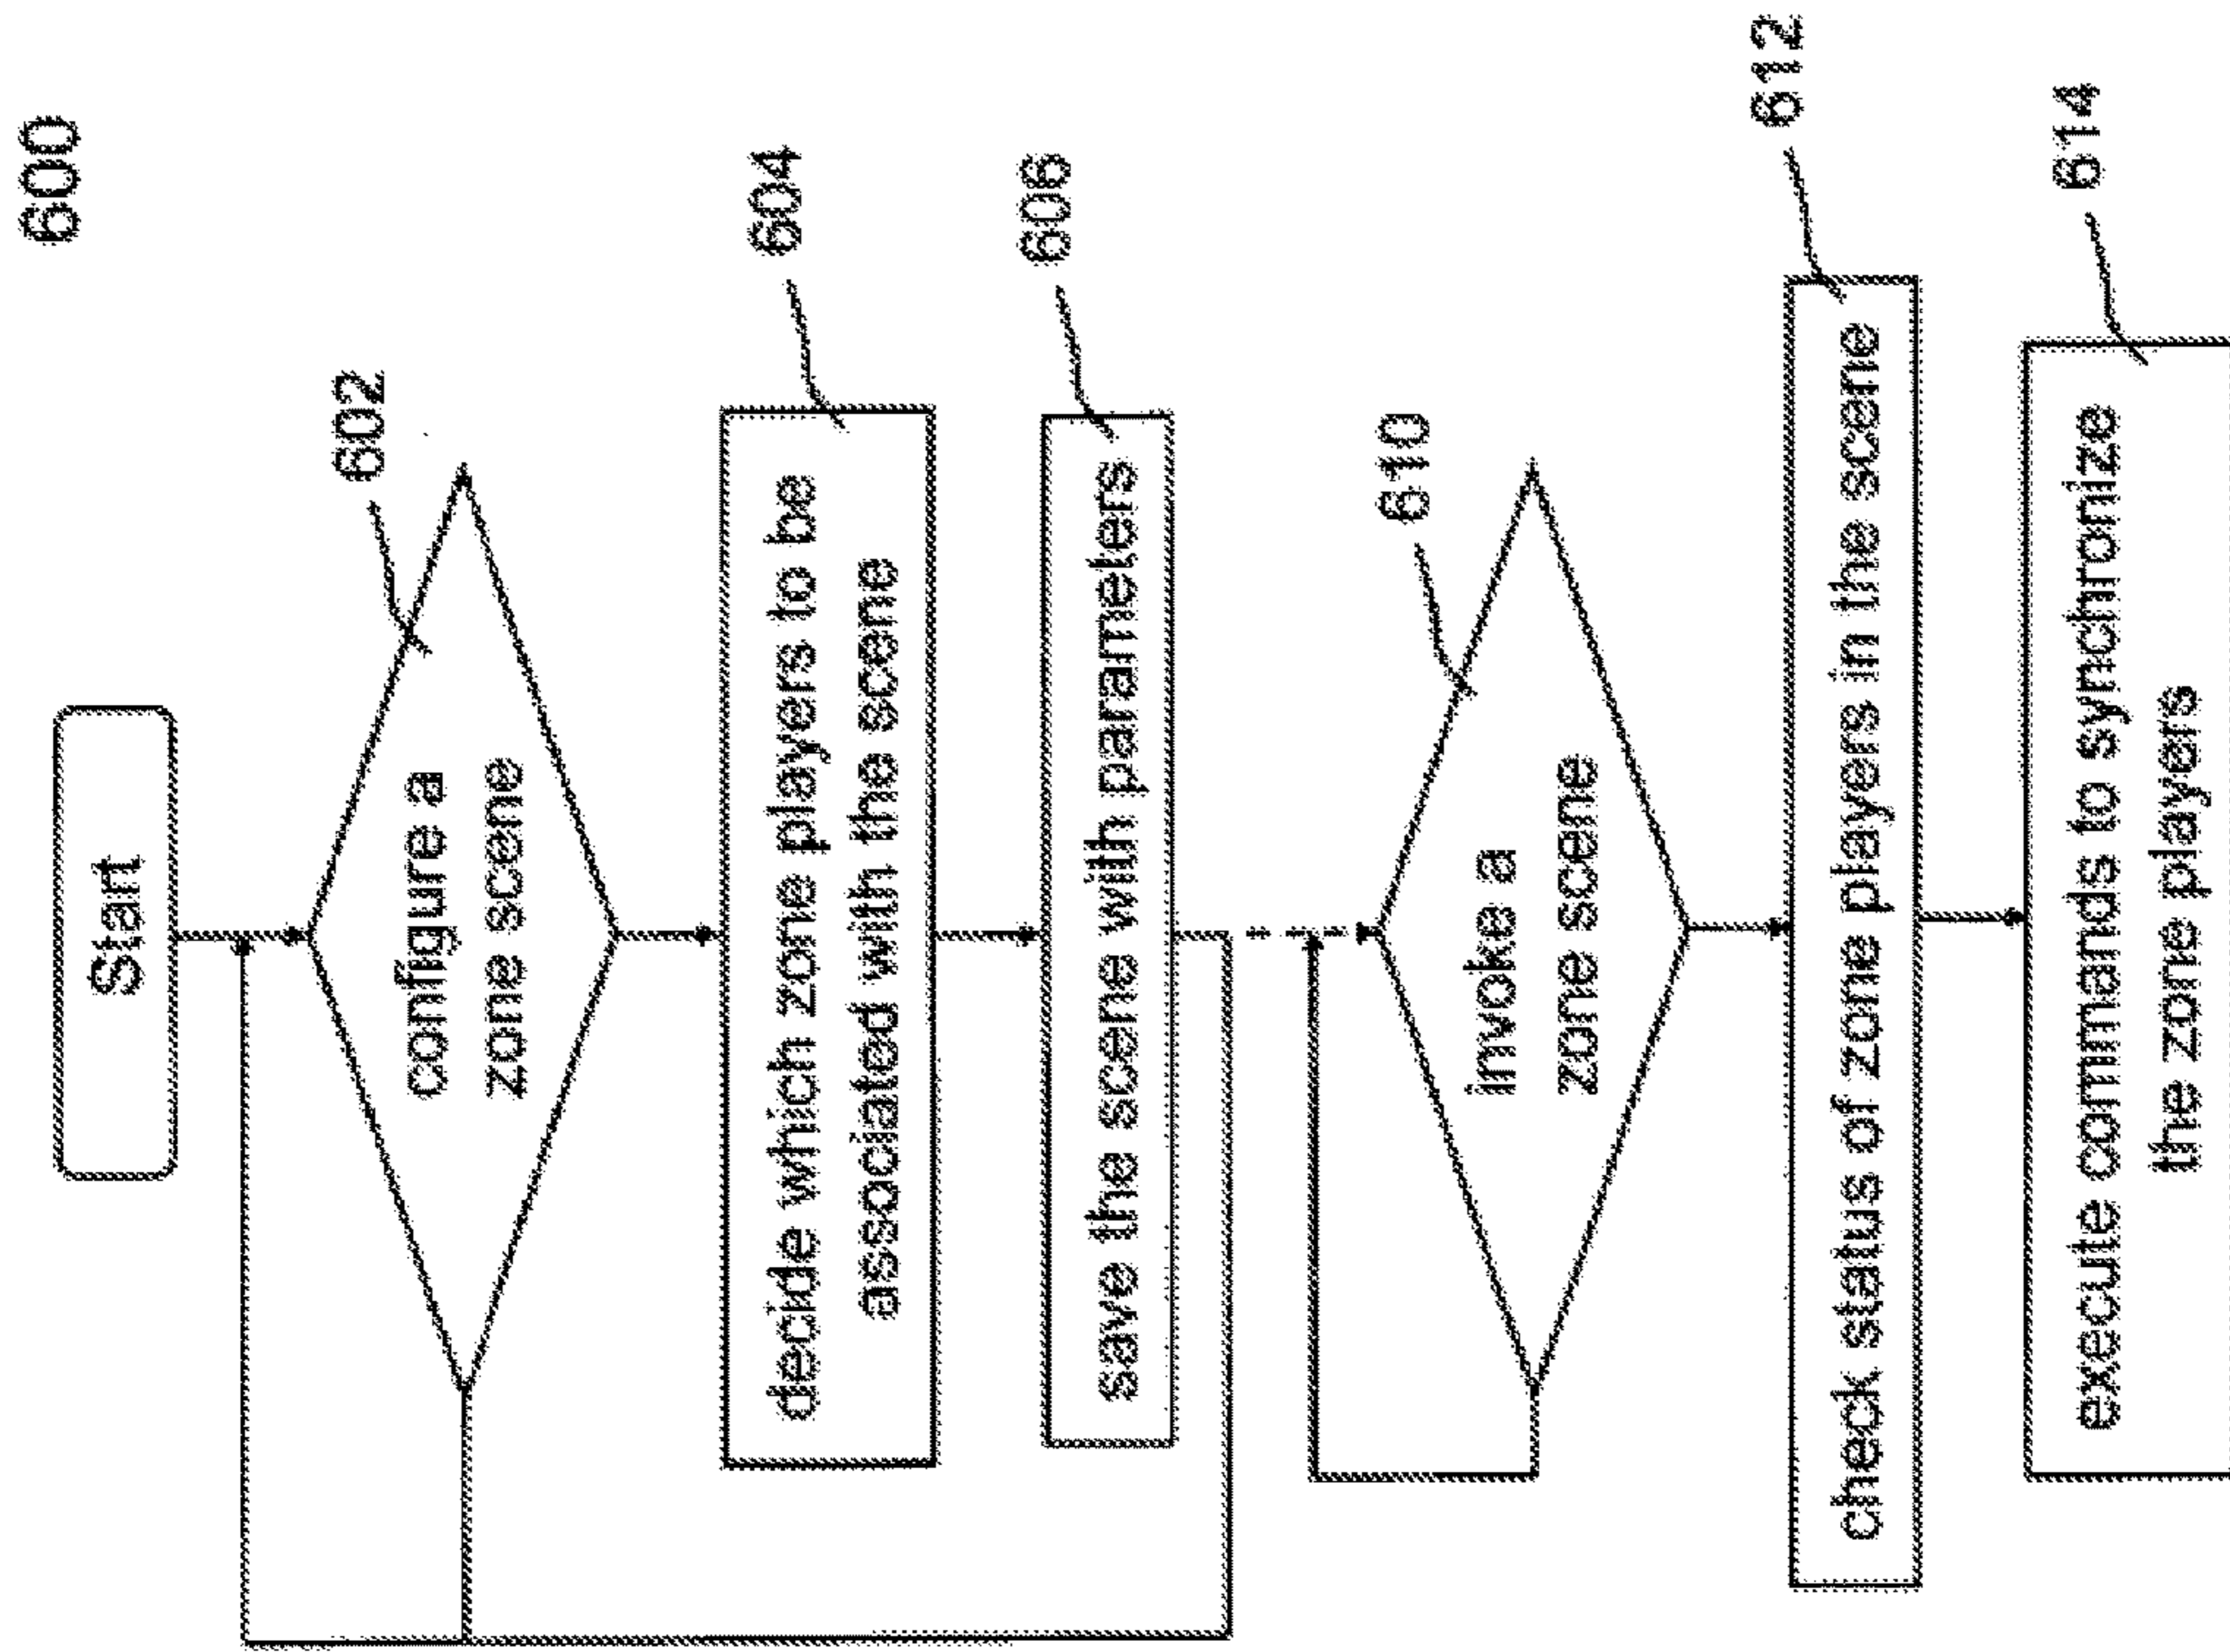 600
Start
602
configure a
zone scene
604
decide which zone players to be
associated with the scene
606
save the scene with parameters
610
invoke a
zone scene
612
check status of zone players in the scene
614
execute commands to synchronize
the zone players